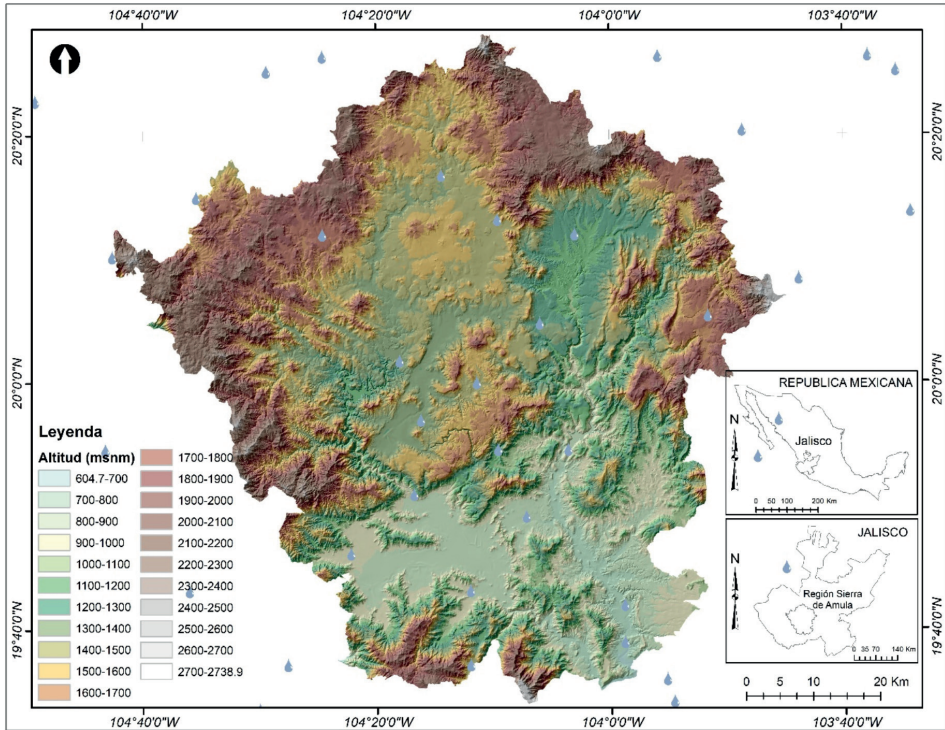 104°40'0"W 104°20'0"W 104°0'0"W 103°40'0"W
20°20'0"N 20°20'0"N
20°0'0"N 20°0'0"N
19°40'0"N 19°40'0"N
Leyenda
Altitud (msnm)
604.7-700
700-800
800-900
900-1000
1000-1100
1100-1200
1200-1300
1300-1400
1400-1500
1500-1600
1600-1700
1700-1800
1800-1900
1900-2000
2000-2100
2100-2200
2200-2300
2300-2400
2400-2500
2500-2600
2600-2700
2700-2738.9
REPUBLICA MEXICANA
N
Jalisco
0 50 100 200 Km
JALISCO
N
Región Sierra
de Amula
0 35 70 140 Km
0 5 10 20 Km
104°40'0"W 104°20'0"W 104°0'0"W 103°40'0"W